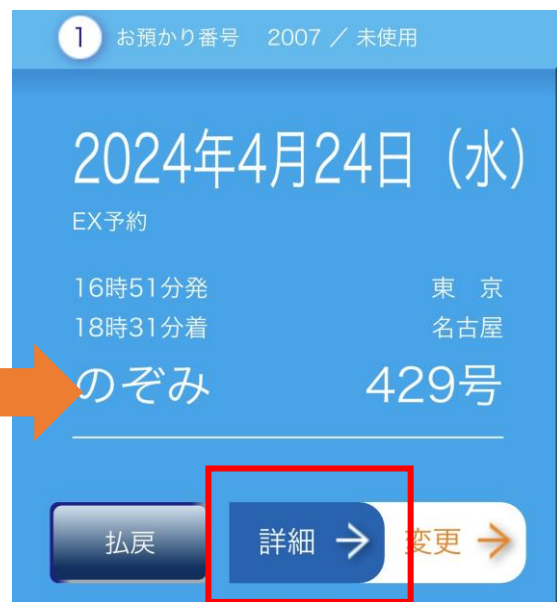 1 お預かり番号 2007 / 未使用
2024年4月24日（水）
EX予約
16時51分発 東 京
18時31分着 名古屋
のぞみ 429号
払戻 詳細 → 変更 →